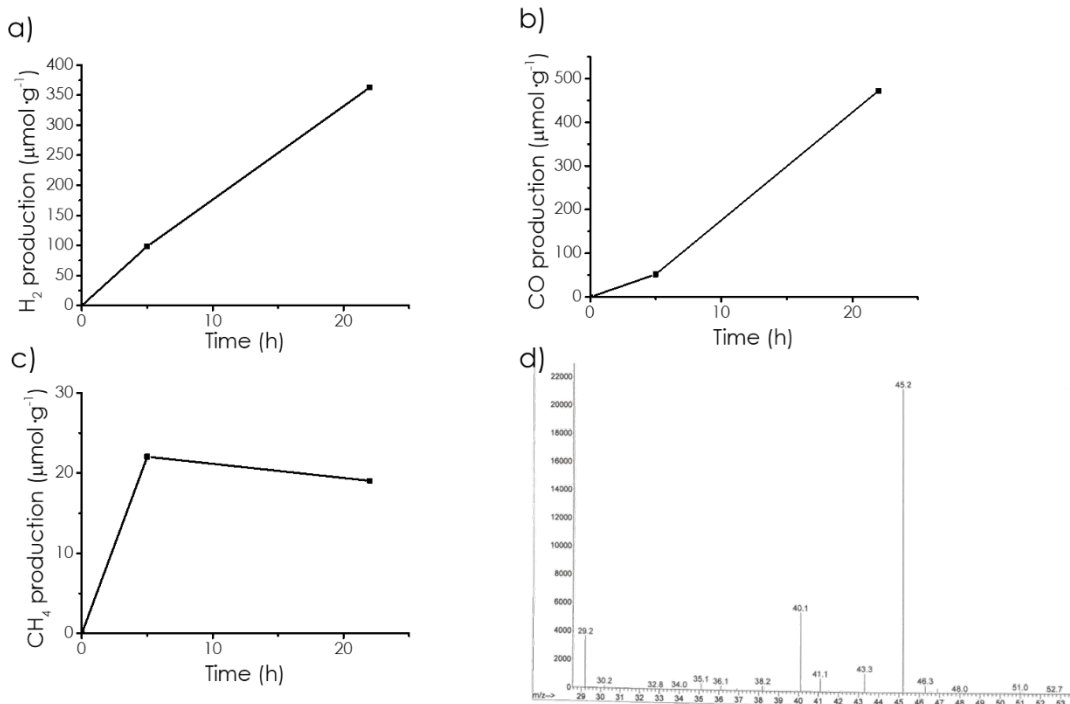 a)
H₂ production (μmol·g⁻¹)
400
350
300
250
200
150
100
50
0
0 10 20
Time (h)
b)
CO production (μmol·g⁻¹)
500
400
300
200
100
0
0 10 20
Time (h)
c)
CH₄ production (μmol·g⁻¹)
30
20
10
0
0 10 20
Time (h)
d)
22000
20000
18000
16000
14000
12000
10000
8000
6000
4000
2000
0
45.2
40.1
29.2
30.2 32.8 34.0 35.1 36.1 38.2 41.1 43.3 46.3 48.0 51.0 52.7
m/z--> 29 30 31 32 33 34 35 36 37 38 39 40 41 42 43 44 45 46 47 48 49 50 51 52 53